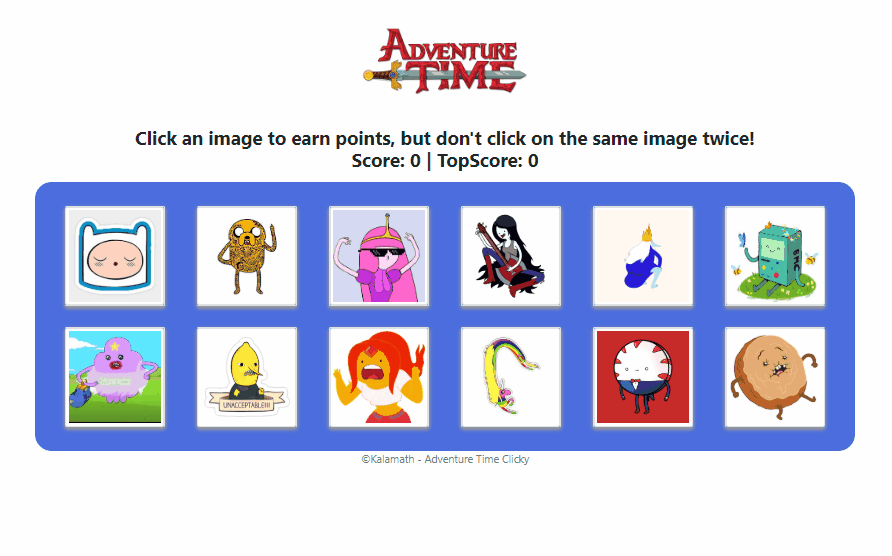 ADVENTURE
TIME
Click an image to earn points, but don't click on the same image twice!
Score: 0 | TopScore: 0
UNACCEPTABLE!!!
©Kalamath - Adventure Time Clicky